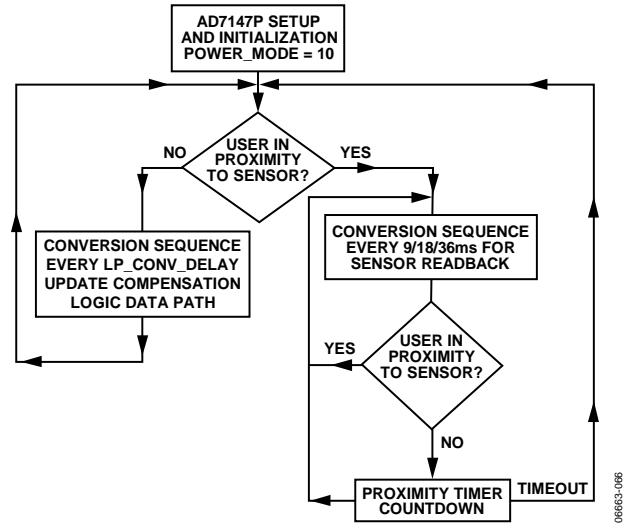 AD7147P SETUP
AND INITIALIZATION
POWER_MODE = 10
USER IN
PROXIMITY
TO SENSOR?
NO
YES
CONVERSION SEQUENCE
EVERY LP_CONV_DELAY
UPDATE COMPENSATION
LOGIC DATA PATH
CONVERSION SEQUENCE
EVERY 9/18/36ms FOR
SENSOR READBACK
YES
USER IN
PROXIMITY
TO SENSOR?
NO
PROXIMITY TIMER
COUNTDOWN
TIMEOUT
06663-066